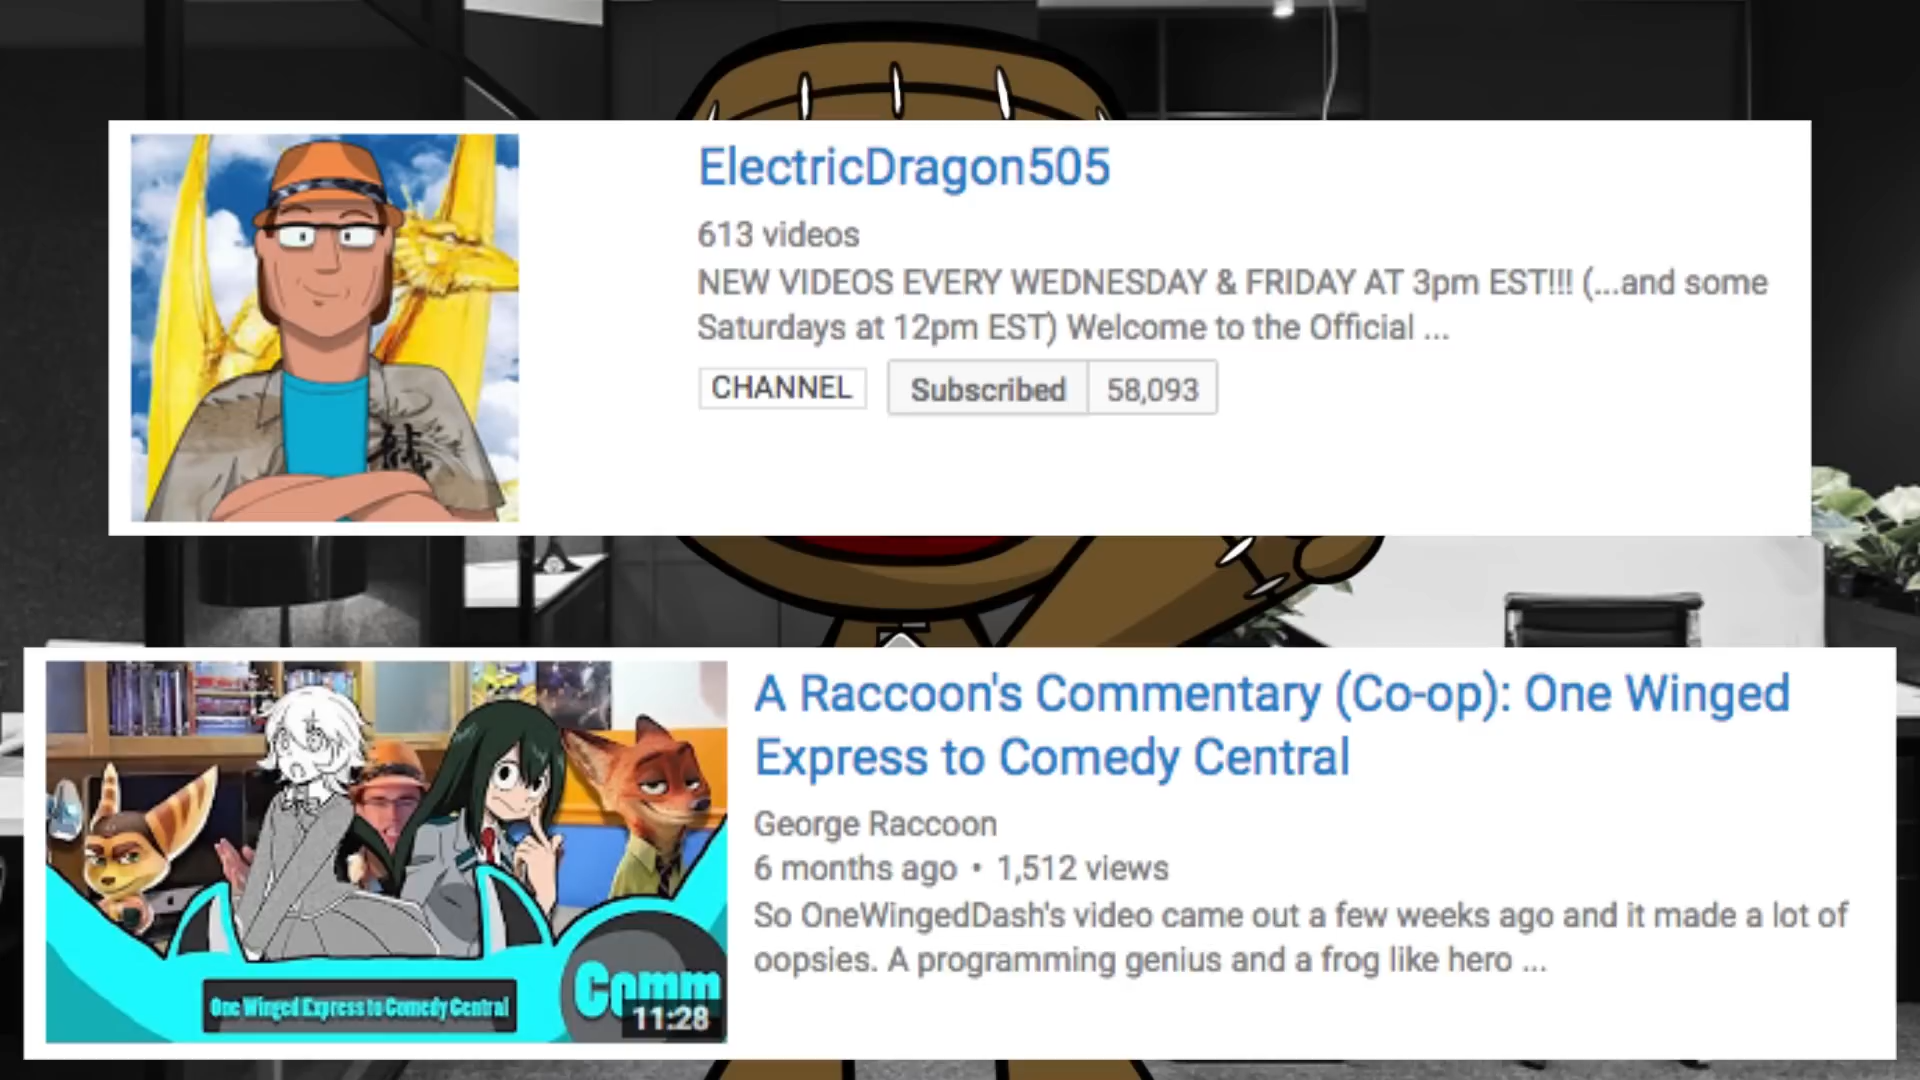 ElectricDragon505
613 videos
NEW VIDEOS EVERY WEDNESDAY & FRIDAY AT 3pm EST!!! (...and some
Saturdays at 12pm EST) Welcome to the Official ...
CHANNEL Subscribed 58,093
A Raccoon's Commentary (Co-op): One Winged
Express to Comedy Central
George Raccoon
6 months ago • 1,512 views
So OneWingedDash's video came out a few weeks ago and it made a lot of
oopsies. A programming genius and a frog like hero ...
One Winged Express to Comedy Central
Comm
11:28